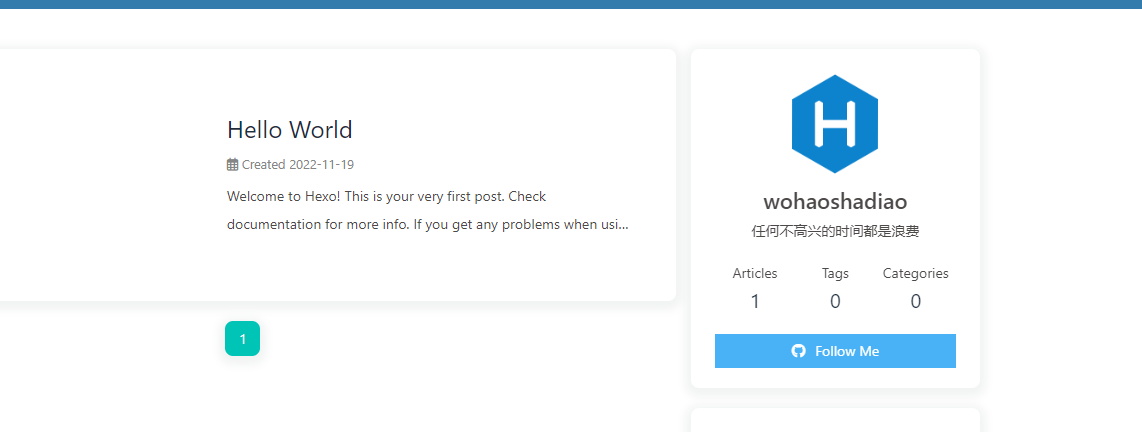 Hello World
Created 2022-11-19
Welcome to Hexo! This is your very first post. Check
documentation for more info. If you get any problems when usi...
1
H
wohaoshadiao
任何不高兴的时间都是浪费
Articles Tags Categories
1 0 0
Follow Me